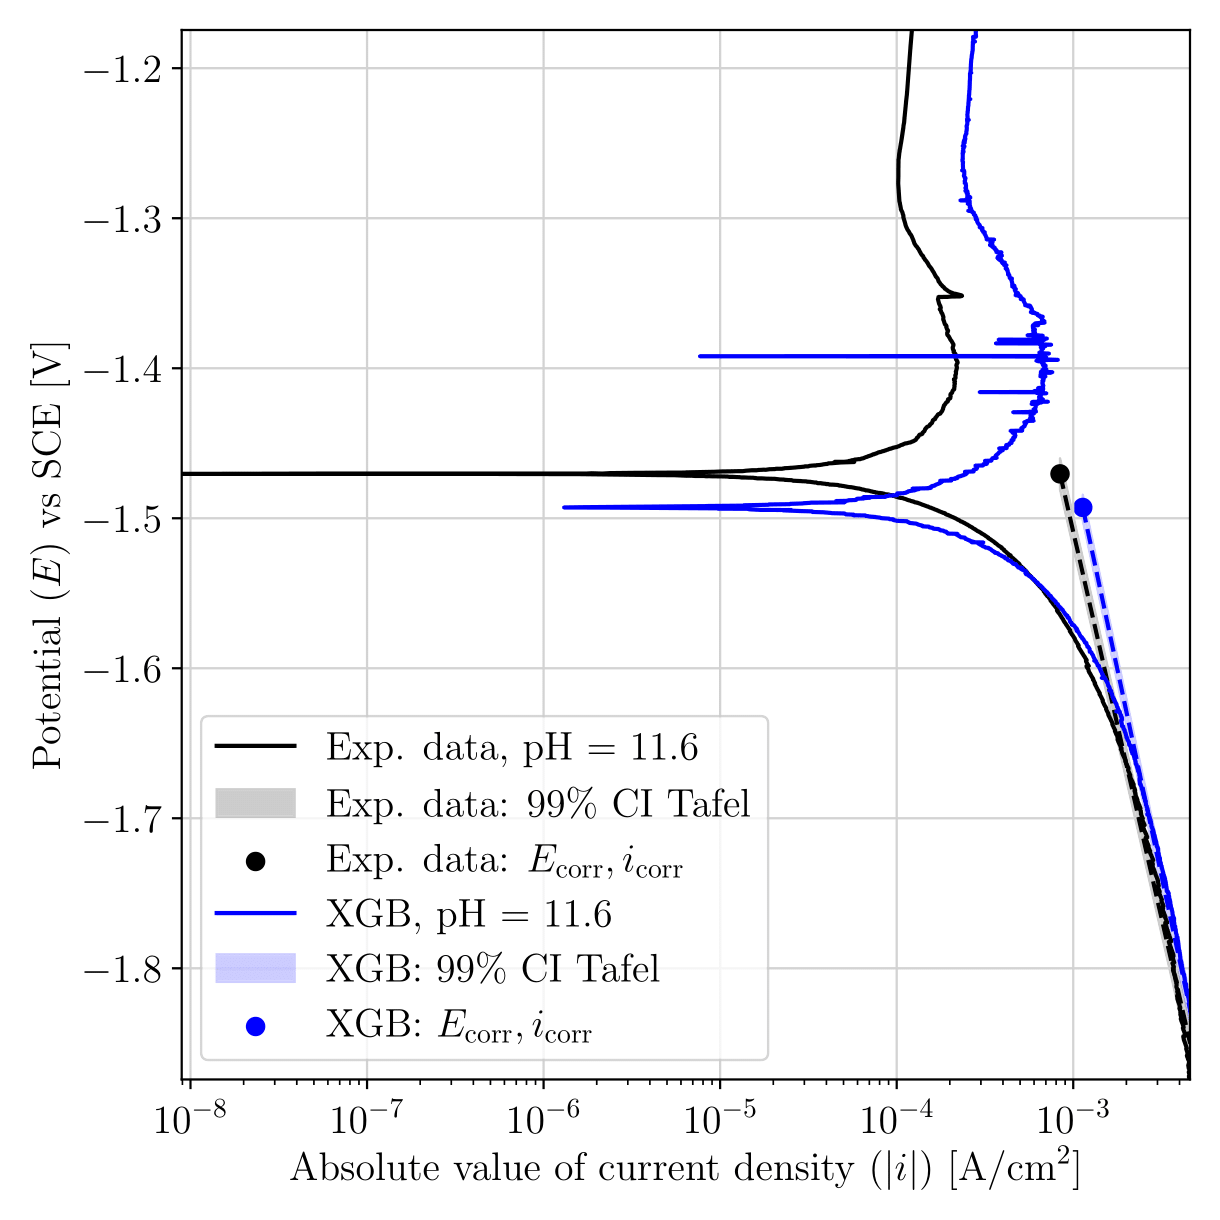 −1.2
−1.3
−1.4
−1.5
−1.6
−1.7
−1.8
Potential (E) vs SCE [V]
Exp. data, pH = 11.6
Exp. data: 99% CI Tafel
Exp. data: E_corr, i_corr
XGB, pH = 11.6
XGB: 99% CI Tafel
XGB: E_corr, i_corr
10⁻⁸ 10⁻⁷ 10⁻⁶ 10⁻⁵ 10⁻⁴ 10⁻³
Absolute value of current density (|i|) [A/cm²]